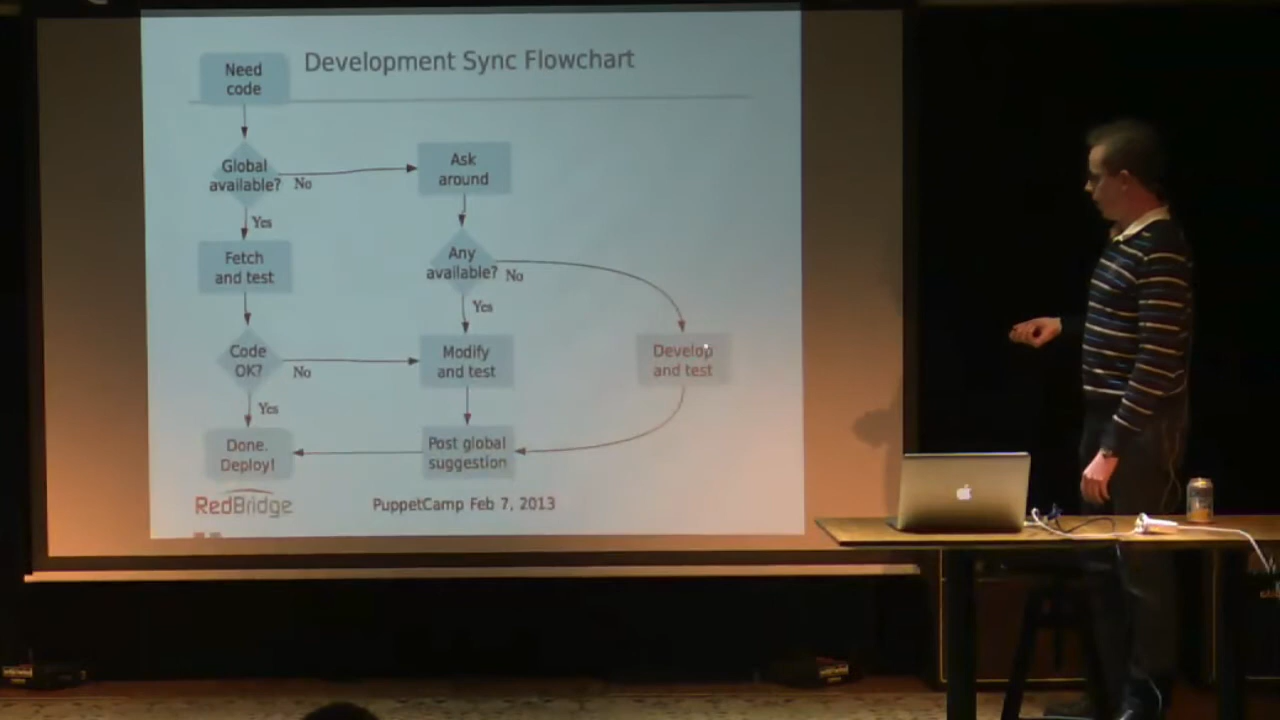 Development Sync Flowchart
Need
code
Global
available?
No
Ask
around
Yes
Fetch
and test
Any
available?
No
Yes
Code
OK?
No
Modify
and test
Develop
and test
Yes
Done.
Deploy!
Post global
suggestion
RedBridge
PuppetCamp Feb 7, 2013